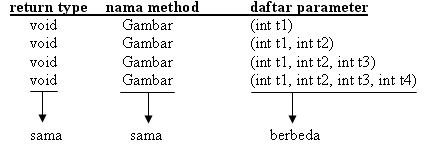 return type nama method daftar parameter
void Gambar (int t1)
void Gambar (int t1, int t2)
void Gambar (int t1, int t2, int t3)
void Gambar (int t1, int t2, int t3, int t4)
sama sama berbeda